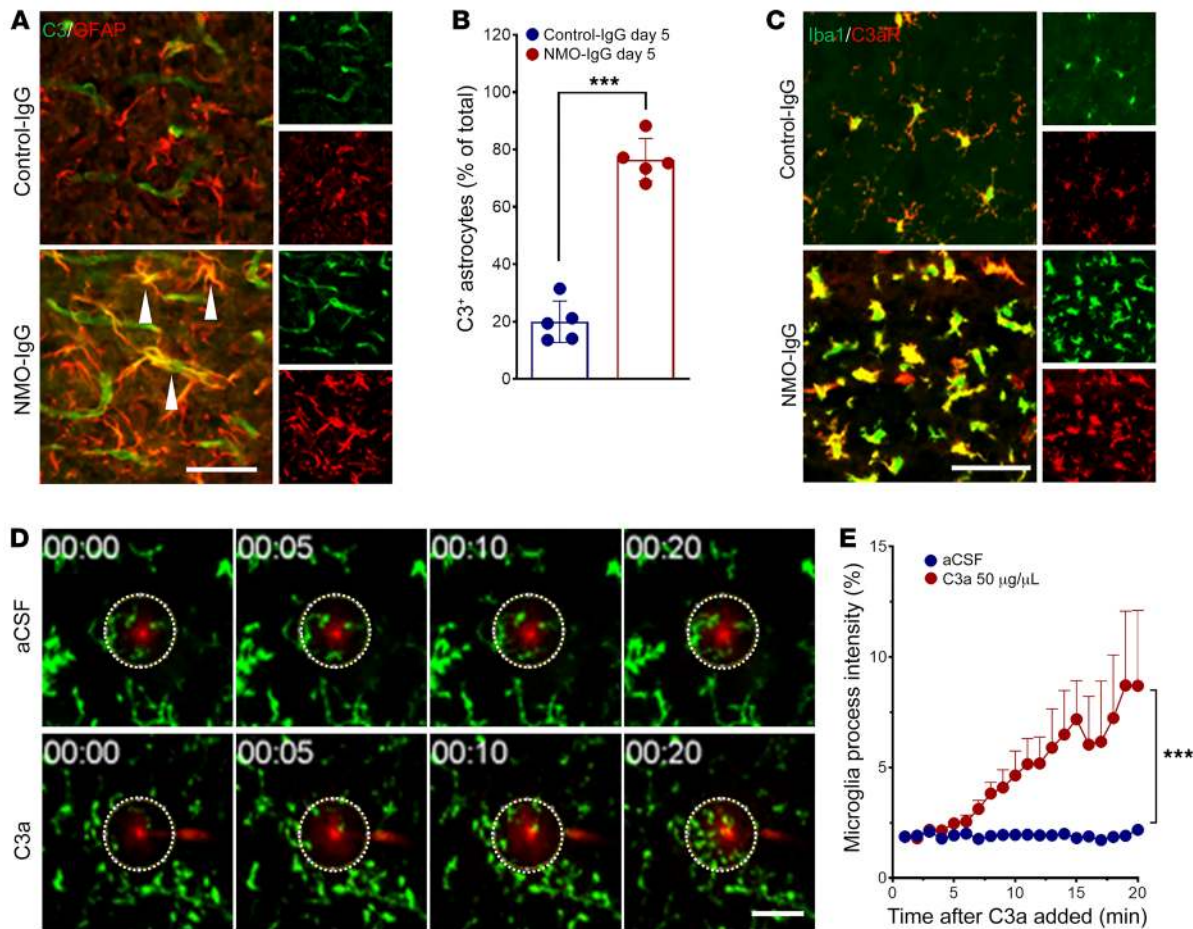 A
C3/GFAP
Control-IgG
NMO-IgG
B
Control-IgG day 5
NMO-IgG day 5
***
C3⁺ astrocytes (% of total)
120
100
80
60
40
20
0
C
Iba1/C3aR
Control-IgG
NMO-IgG
D
aCSF
00:00
00:05
00:10
00:20
C3a
00:00
00:05
00:10
00:20
E
aCSF
C3a 50 μg/μL
***
Microglia process intensity (%)
15
10
5
0
0
5
10
15
20
Time after C3a added (min)